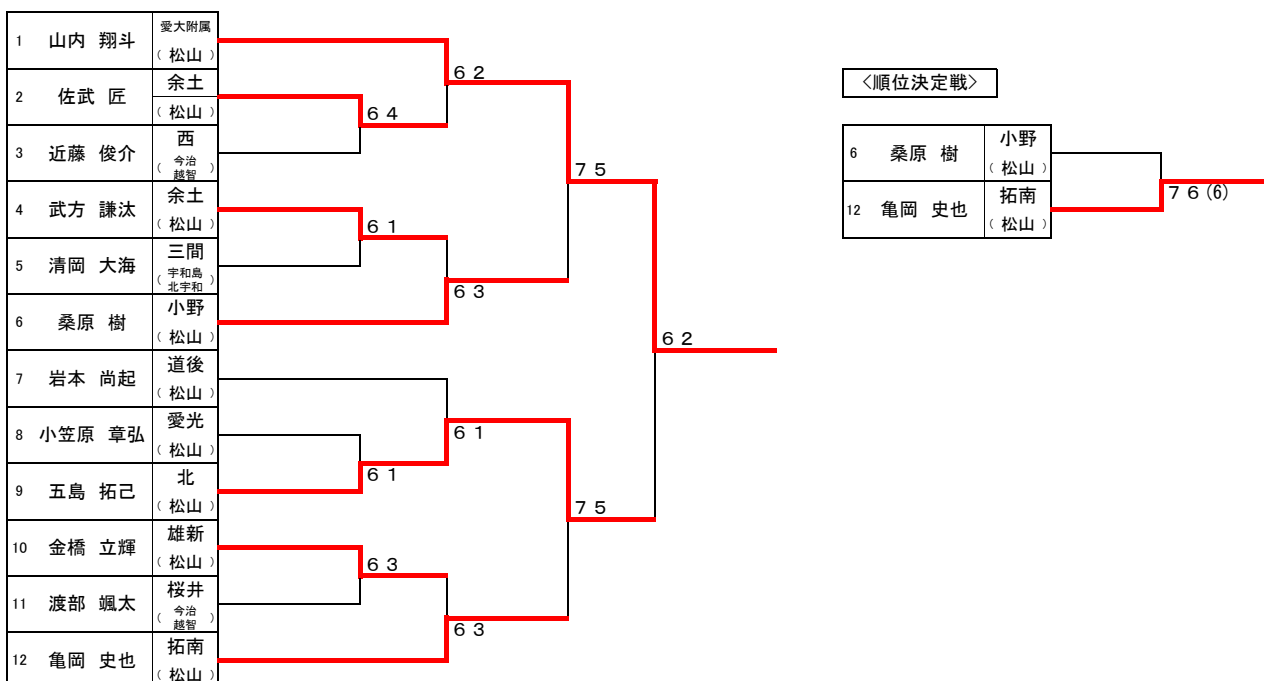 1 山内 翔斗 愛大附属
（ 松山 ）
2 佐武 匠 余土
（ 松山 ）
3 近藤 俊介 西
（ 今治
越智 ）
4 武方 謙汰 余土
（ 松山 ）
5 清岡 大海 三間
（ 宇和島
北宇和 ）
6 桑原 樹 小野
（ 松山 ）
7 岩本 尚起 道後
（ 松山 ）
8 小笠原 章弘 愛光
（ 松山 ）
9 五島 拓己 北
（ 松山 ）
10 金橋 立輝 雄新
（ 松山 ）
11 渡部 颯太 桜井
（ 今治
越智 ）
12 亀岡 史也 拓南
（ 松山 ）
６４
６１
６１
６３
６２
６３
６１
６３
７５
７５
６２
〈順位決定戦〉
6 桑原 樹 小野
（ 松山 ）
12 亀岡 史也 拓南
（ 松山 ）
７６(6)